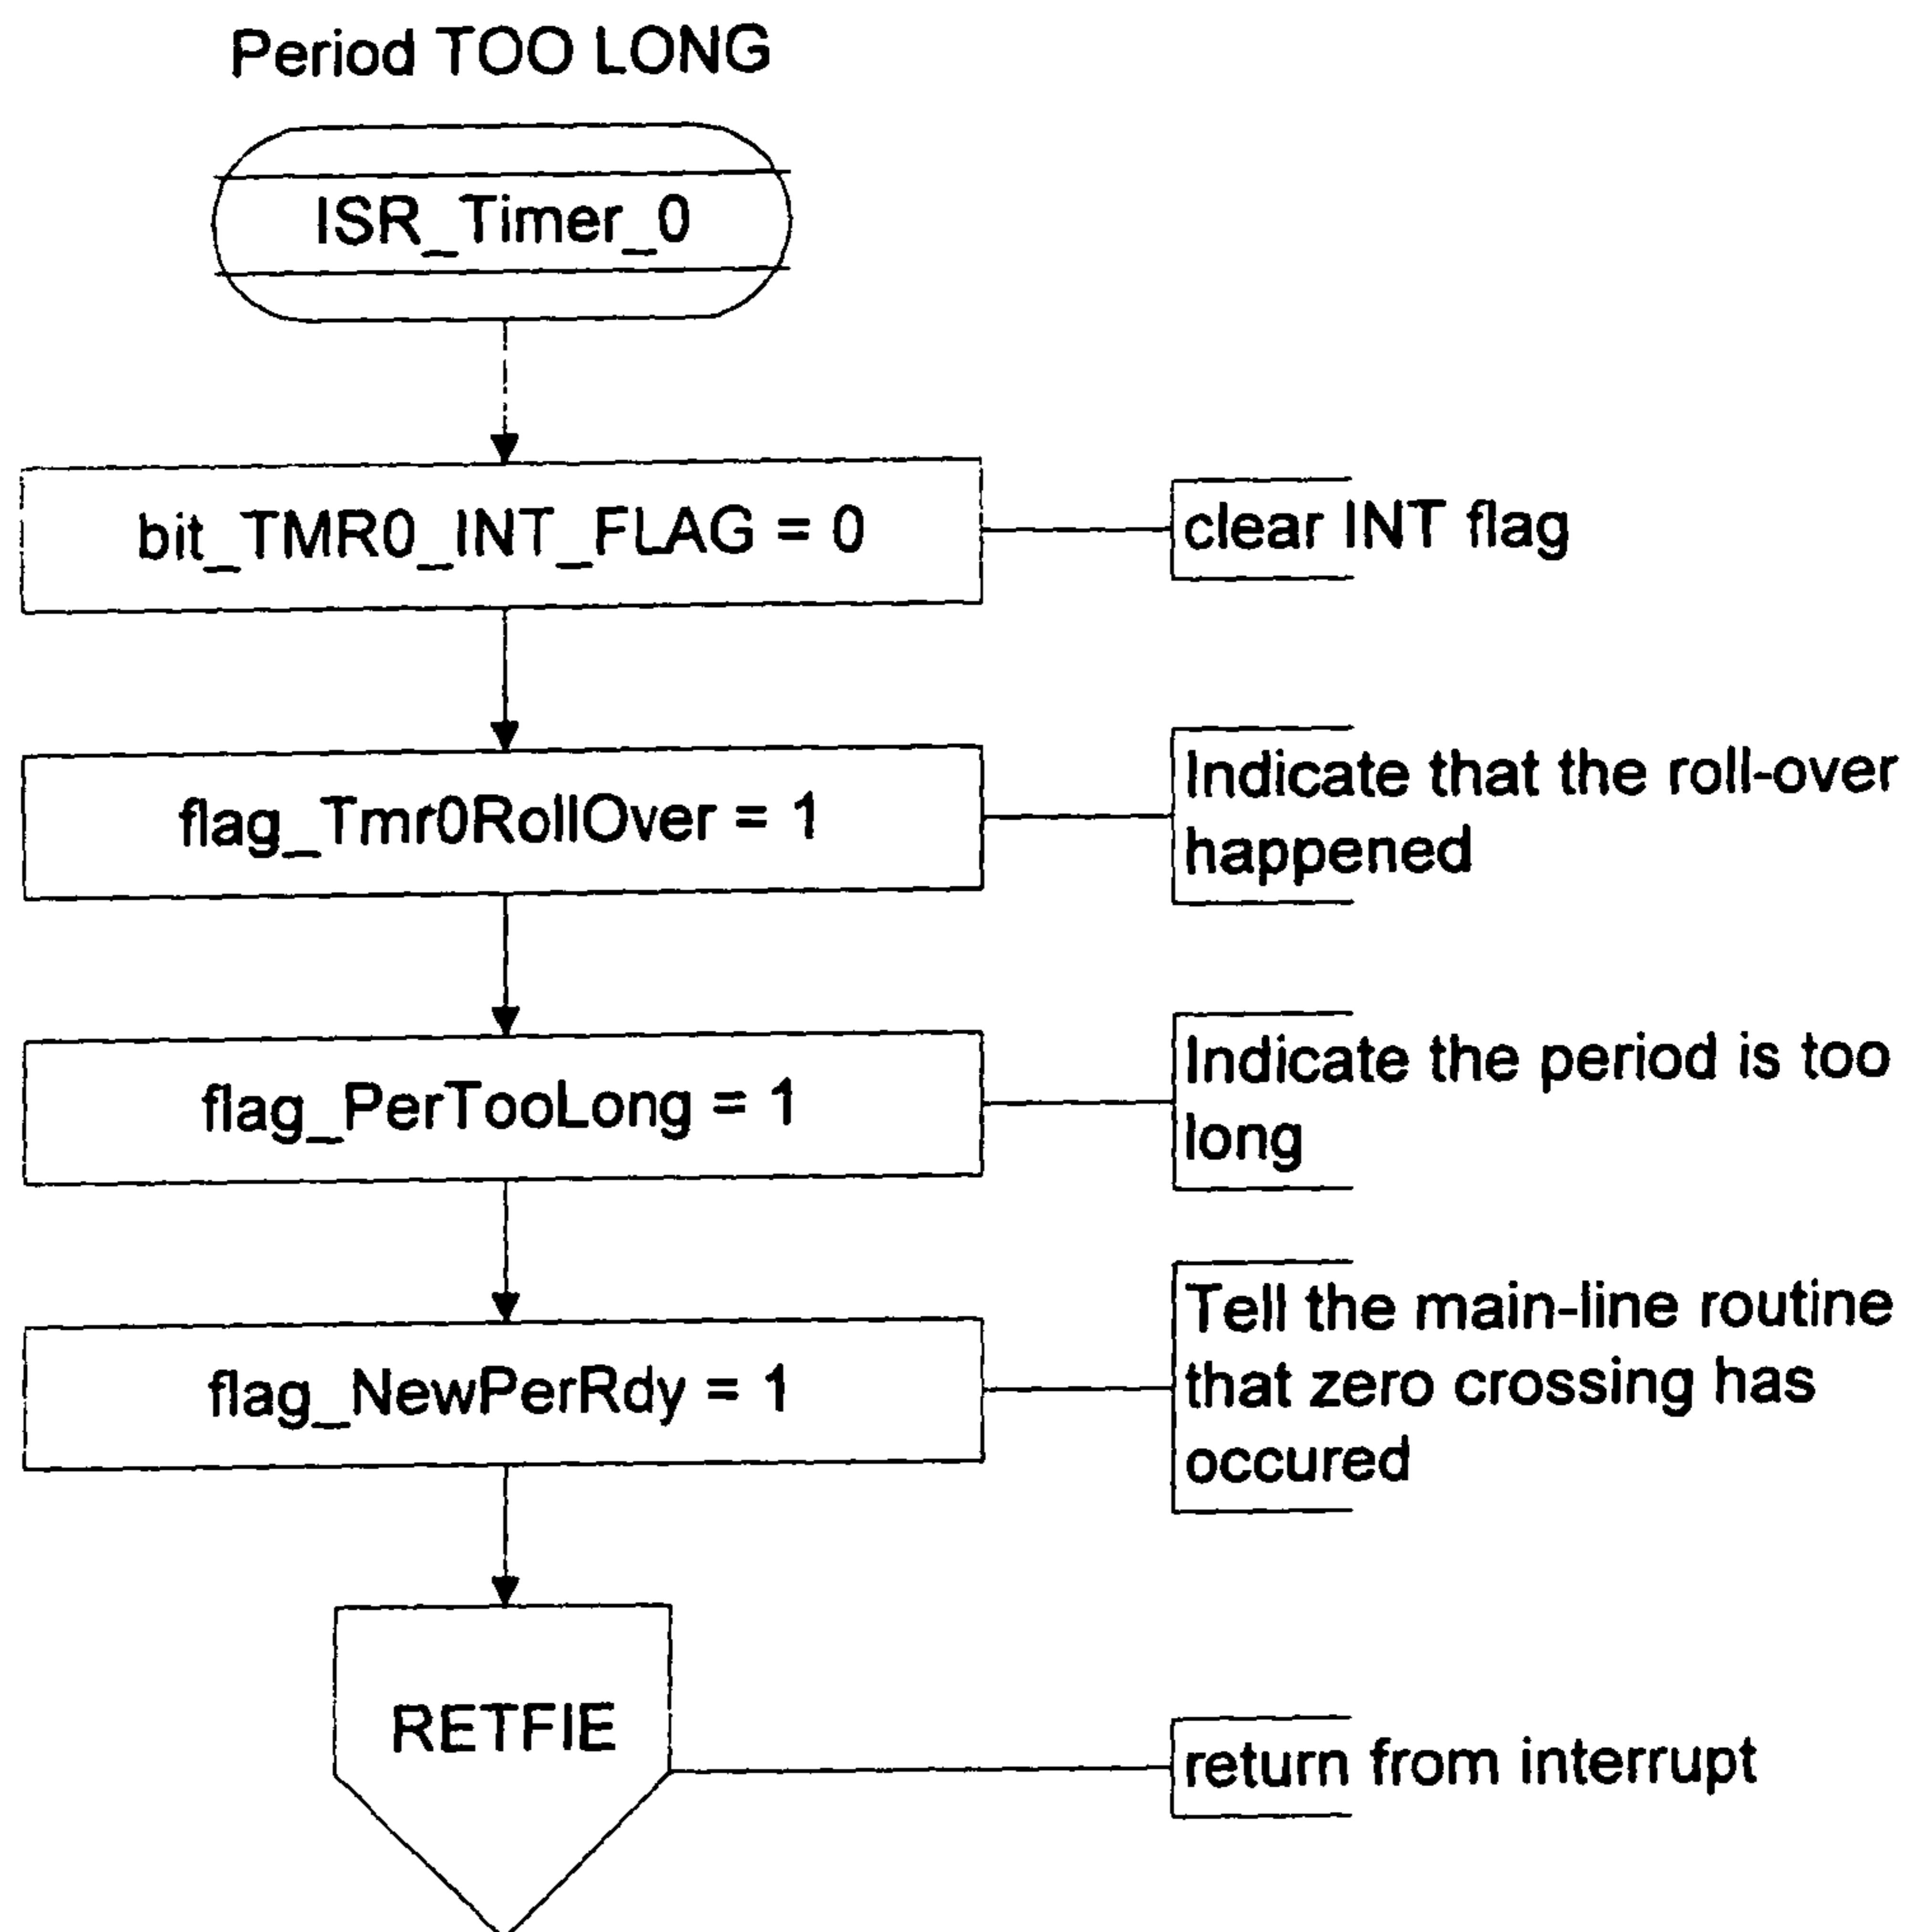 Period TOO LONG
ISR_Timer_0
bit_TMR0_INT_FLAG = 0
clear INT flag
flag_Tmr0RollOver = 1
Indicate that the roll-over
happened
flag_PerTooLong = 1
Indicate the period is too
long
flag_NewPerRdy = 1
Tell the main-line routine
that zero crossing has
occured
RETFIE
return from interrupt